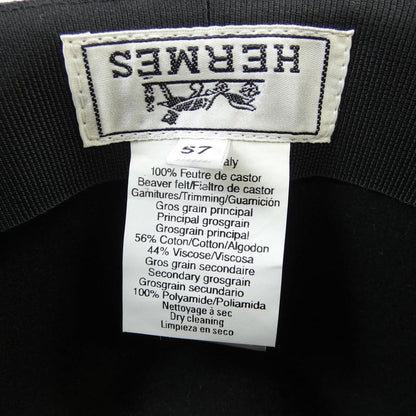 HERMES
57
Italy
100% Feutre de castor
Beaver felt/Fialtro de castor
Garnitures/Trimming/Guarnición
Gros grain principal
Principal grosgrain
Grosgrain principal
56% Coton/Cotton/Algodon
44% Viscose/Viscosa
Gros grain secondaire
Secondary grosgrain
Grosgrain secundario
100% Polyamide/Poliamida
Nettoyage à sec
Dry cleaning
Limpieza en seco